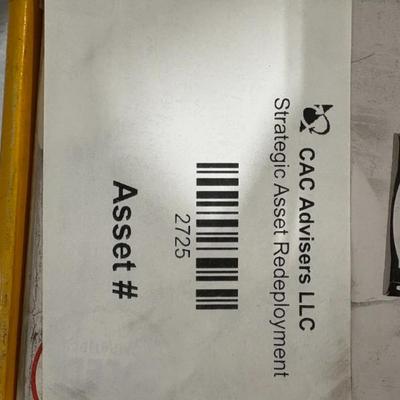 CAC Advisers LLC
Strategic Asset Redeployment
2725
Asset #